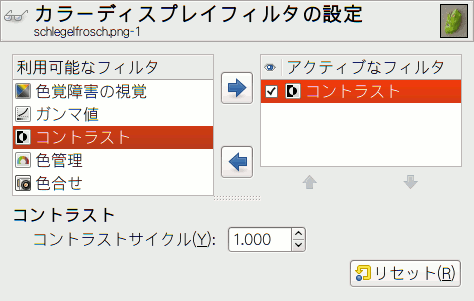 カラーディスプレイフィルタの設定
schlegelfrosch.png-1
利用可能なフィルタ
色覚障害の視覚
ガンマ値
コントラスト
色管理
色合せ
アクティブなフィルタ
コントラスト
コントラスト
コントラストサイクル(Y): 1.000
リセット(R)